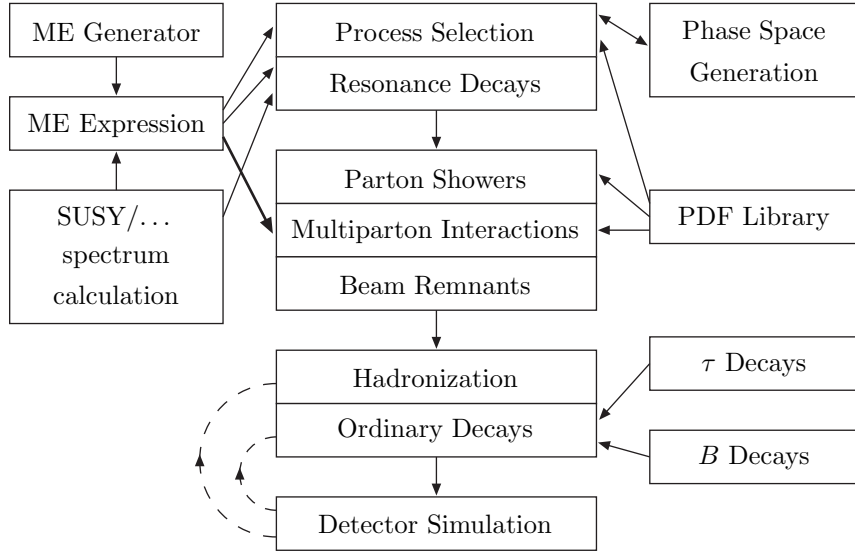 ME Generator
ME Expression
SUSY/...
spectrum
calculation
Process Selection
Resonance Decays
Parton Showers
Multiparton Interactions
Beam Remnants
Hadronization
Ordinary Decays
Detector Simulation
Phase Space
Generation
PDF Library
τ Decays
B Decays